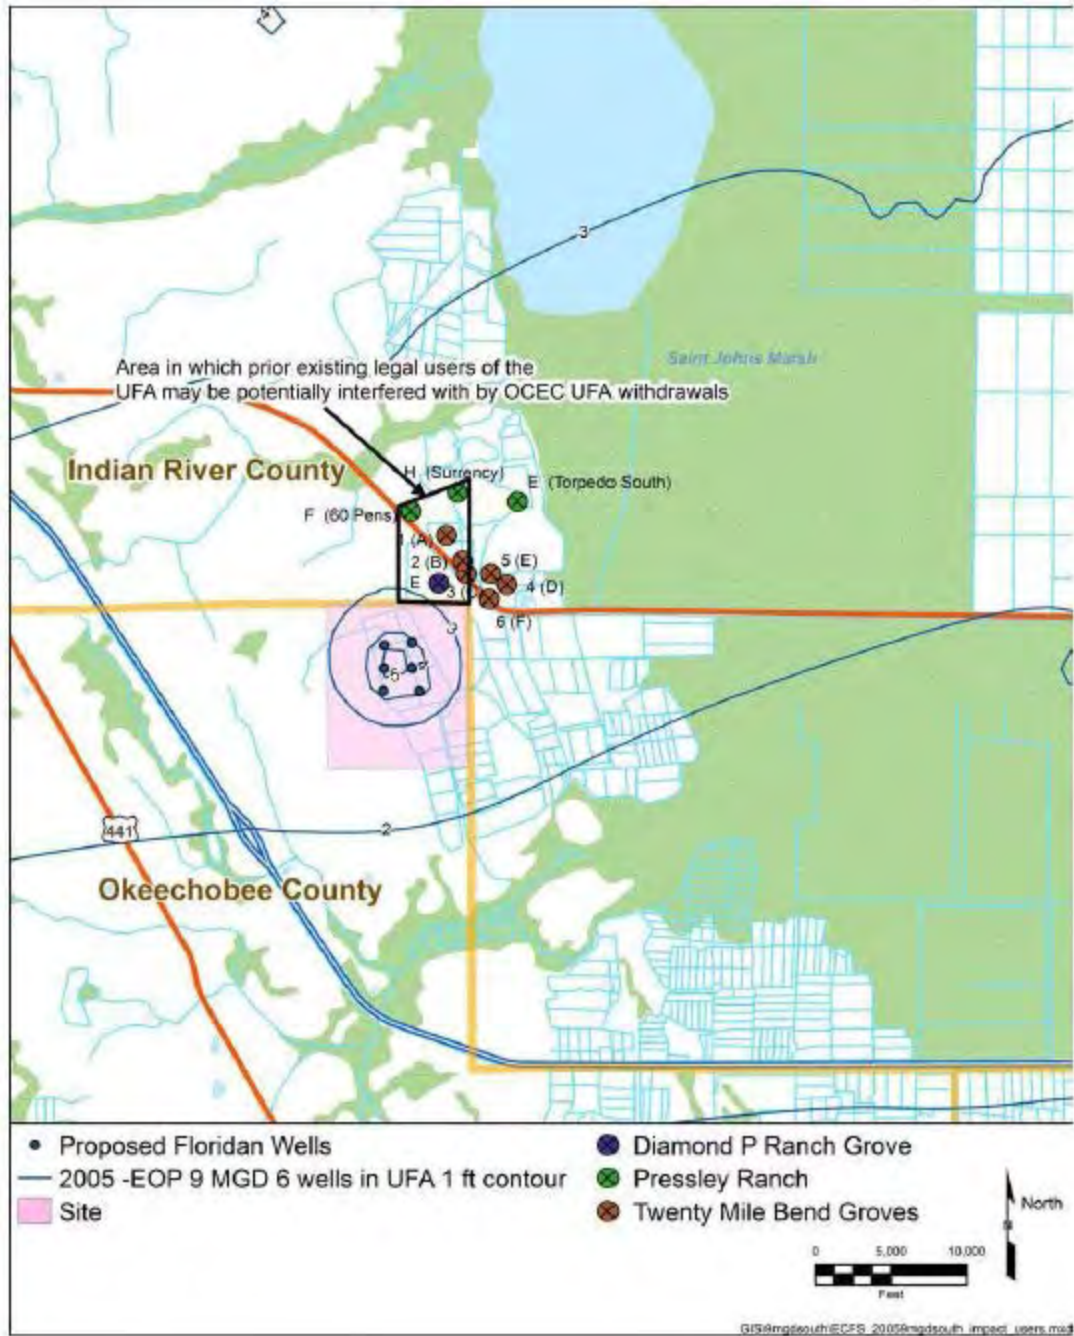 3
Saint Johns Marsh
Area in which prior existing legal users of the
UFA may be potentially interfered with by OCEC UFA withdrawals
Indian River County
H (Surrency)
E (Torpedo South)
F (60 Pens)
1 (A)
2 (B)
5 (E)
E
3 (
4 (D)
6 (F)
3
5
2
441
Okeechobee County
Proposed Floridan Wells
2005 -EOP 9 MGD 6 wells in UFA 1 ft contour
Site
Diamond P Ranch Grove
Pressley Ranch
Twenty Mile Bend Groves
North
N
0 5,000 10,000
Feet